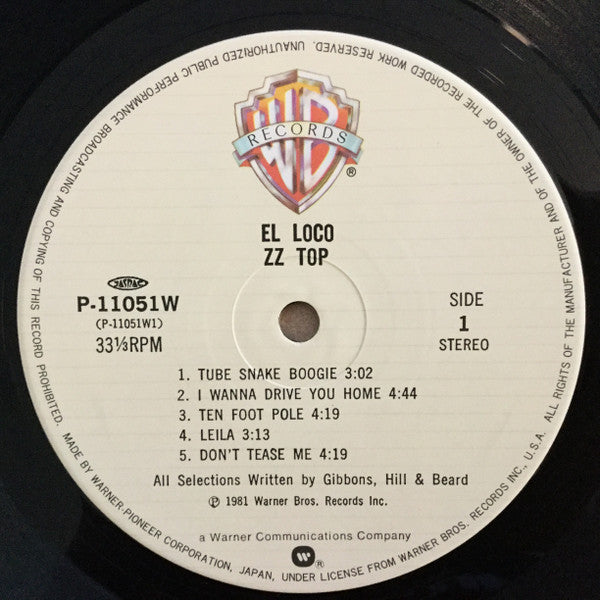 WB
RECORDS
®
EL LOCO
ZZ TOP
JASRAC
P-11051W
(P-11051W1)
33⅓RPM
SIDE
1
STEREO
1. TUBE SNAKE BOOGIE 3:02
2. I WANNA DRIVE YOU HOME 4:44
3. TEN FOOT POLE 4:19
4. LEILA 3:13
5. DON'T TEASE ME 4:19
All Selections Written by Gibbons, Hill & Beard
℗ 1981 Warner Bros. Records Inc.
a Warner Communications Company
®
MADE BY WARNER-PIONEER CORPORATION, JAPAN, UNDER LICENSE FROM WARNER BROS. RECORDS INC., U.S.A. ALL RIGHTS OF THE MANUFACTURER AND OF THE OWNER OF THE RECORDED WORK RESERVED. UNAUTHORIZED PUBLIC PERFORMANCE BROADCASTING AND COPYING OF THIS RECORD PROHIBITED.